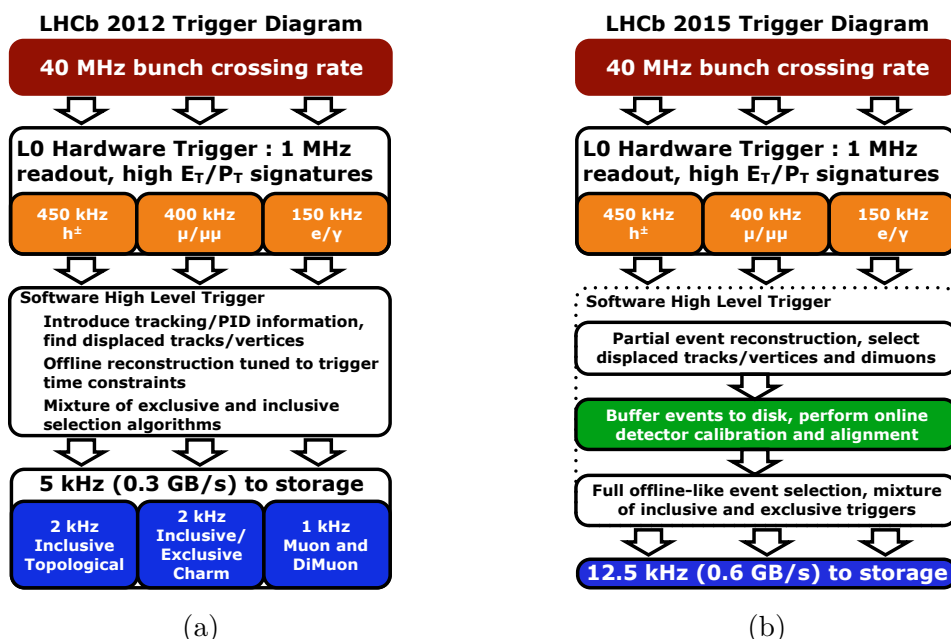 LHCb 2012 Trigger Diagram
40 MHz bunch crossing rate
L0 Hardware Trigger : 1 MHz
readout, high E_T/P_T signatures
450 kHz
h±
400 kHz
μ/μμ
150 kHz
e/γ
Software High Level Trigger
Introduce tracking/PID information,
find displaced tracks/vertices
Offline reconstruction tuned to trigger
time constraints
Mixture of exclusive and inclusive
selection algorithms
5 kHz (0.3 GB/s) to storage
2 kHz
Inclusive
Topological
2 kHz
Inclusive/
Exclusive
Charm
1 kHz
Muon and
DiMuon
(a)
LHCb 2015 Trigger Diagram
40 MHz bunch crossing rate
L0 Hardware Trigger : 1 MHz
readout, high E_T/P_T signatures
450 kHz
h±
400 kHz
μ/μμ
150 kHz
e/γ
Software High Level Trigger
Partial event reconstruction, select
displaced tracks/vertices and dimuons
Buffer events to disk, perform online
detector calibration and alignment
Full offline-like event selection, mixture
of inclusive and exclusive triggers
12.5 kHz (0.6 GB/s) to storage
(b)